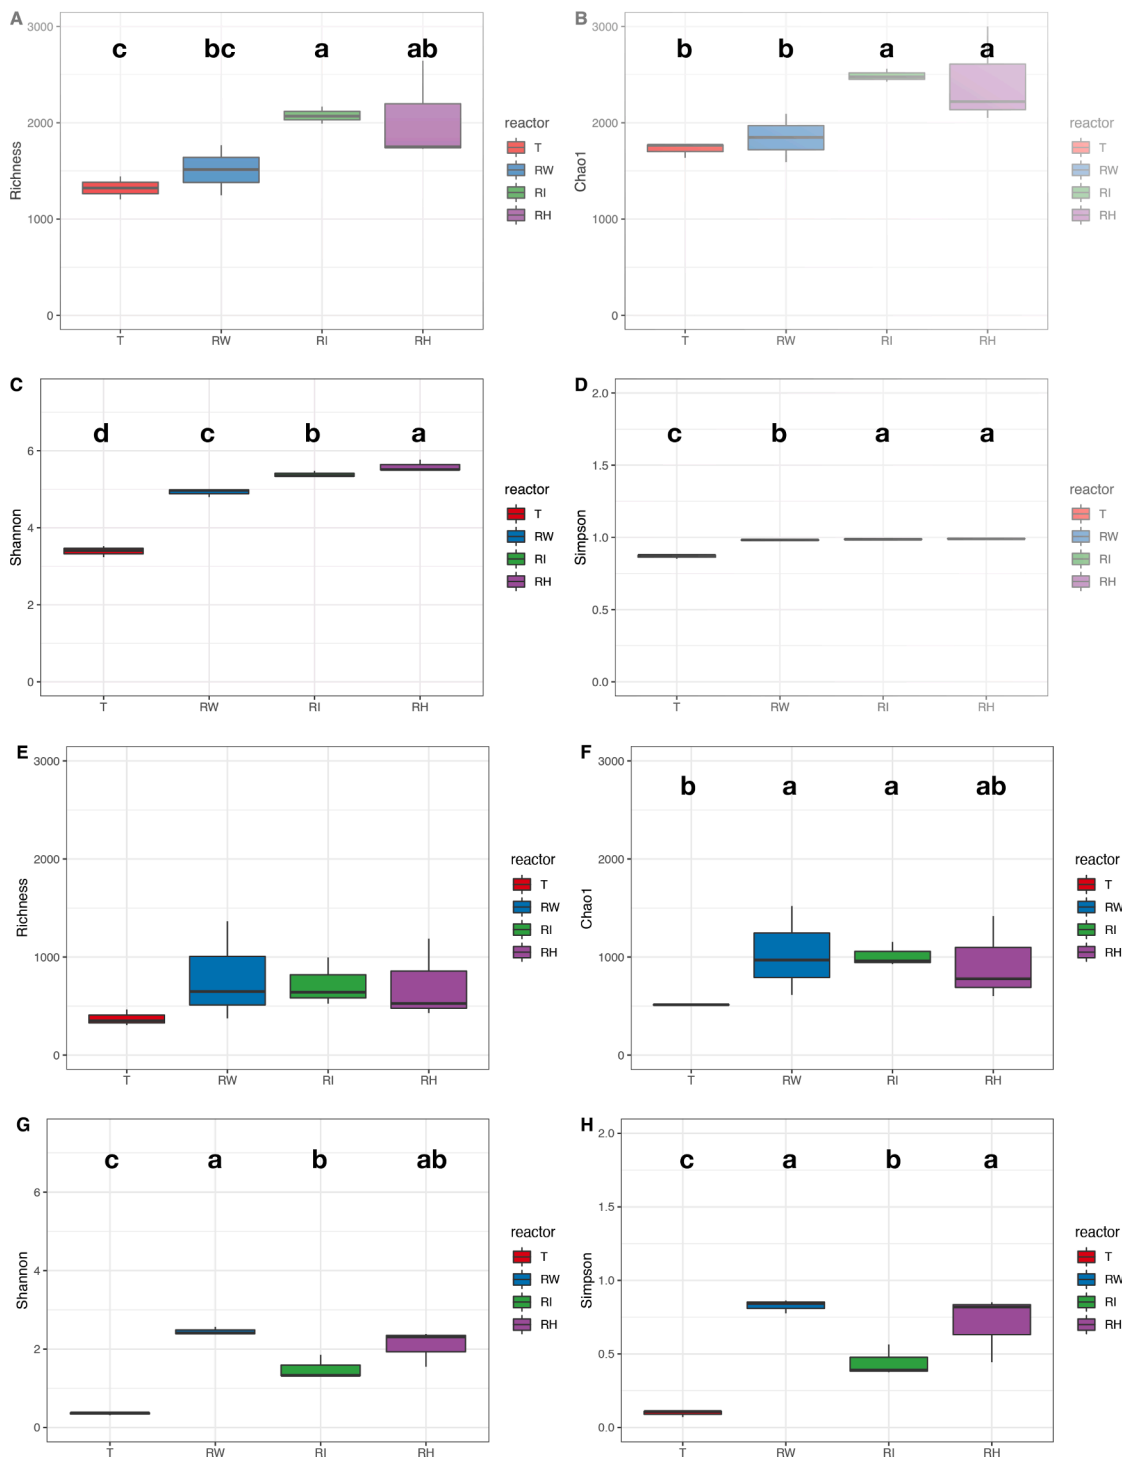 A
3000
2000
1000
0
Richness
c bc a ab
T RW RI RH
reactor
T
RW
RI
RH
B
3000
2000
1000
0
Chao1
b b a a
T RW RI RH
reactor
T
RW
RI
RH
C
6
4
2
0
Shannon
d c b a
T RW RI RH
reactor
T
RW
RI
RH
D
2.0
1.5
1.0
0.5
0.0
Simpson
c b a a
T RW RI RH
reactor
T
RW
RI
RH
E
3000
2000
1000
0
Richness
T RW RI RH
reactor
T
RW
RI
RH
F
3000
2000
1000
0
Chao1
b a a ab
T RW RI RH
reactor
T
RW
RI
RH
G
6
4
2
0
Shannon
c a b ab
T RW RI RH
reactor
T
RW
RI
RH
H
2.0
1.5
1.0
0.5
0.0
Simpson
c a b a
T RW RI RH
reactor
T
RW
RI
RH